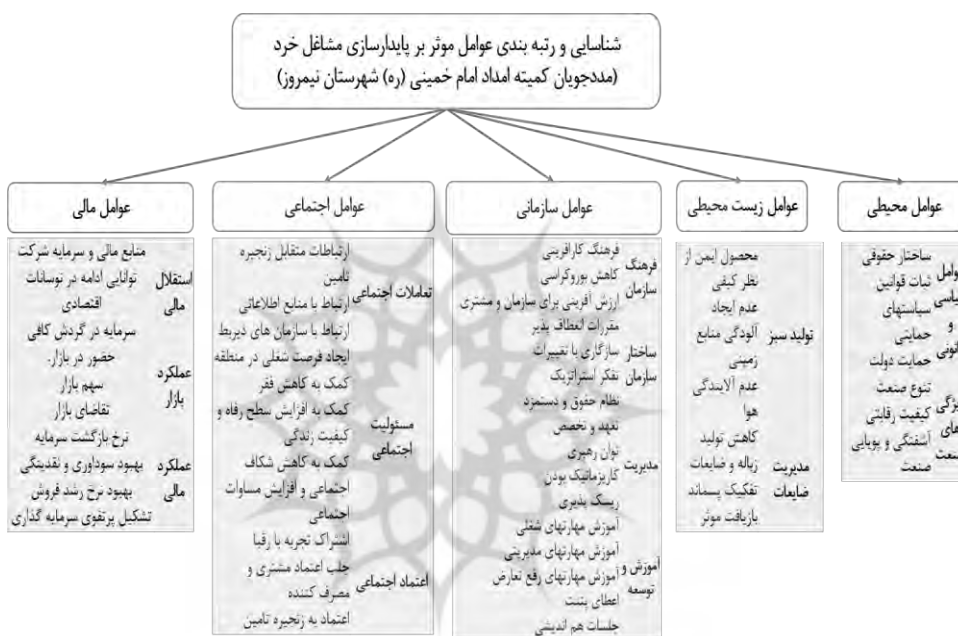 شناسایی و رتبه بندی عوامل موثر بر پایدارسازی مشاغل خرد
(مددجویان کمیته امداد امام خمینی (ره) شهرستان نیمروز)
عوامل محیطی
ساختار حقوقی
ثبات قوانین
سیاستهای
حمایتی
حمایت دولت
تنوع صنعت
کیفیت رقابتی
آشفتگی و پویایی
صنعت
و
عوامل زیست محیطی
تولید سبز
محصول ایمن از
نظر کیفی
عدم ایجاد
آلودگی منابع
زمینی
عدم آلایندگی
هوا
مدیریت
ضایعات
کاهش تولید
زباله و ضایعات
تفکیک پسماند
بازیافت موثر
عوامل سازمانی
فرهنگ
سازمان
فرهنگ کارآفرینی
کاهش بوروکراسی
ارزش آفرینی برای سازمان و مشتری
ساختار
سازمان
مقررات انعطاف پذیر
سازگاری با تغییرات
تفکر استراتژیک
نظام حقوق و دستمزد
مدیریت
تعهد و تخصص
توان رهبری
کاریزماتیک بودن
ریسک پذیری
آموزش و
توسعه
آموزش مهارتهای شغلی
آموزش مهارتهای مدیریتی
آموزش مهارتهای رفع تعارض
اعطای پتنت
جلسات هم اندیشی
عوامل اجتماعی
تعاملات اجتماعی
ارتباطات متقابل زنجیره
تامین
ارتباط با منابع اطلاعاتی
ارتباط با سازمان های ذیربط
مسئولیت
اجتماعی
ایجاد فرصت شغلی در منطقه
کمک به کاهش فقر
کمک به افزایش سطح رفاه و
کیفیت زندگی
کمک به کاهش شکاف
اجتماعی و افزایش مساوات
اجتماعی
اعتماد اجتماعی
اشتراک تجربه با رقبا
جلب اعتماد مشتری و
مصرف کننده
اعتماد به زنجیره تامین
عوامل مالی
استقلال
مالی
منابع مالی و سرمایه شرکت
توانایی ادامه در نوسانات
اقتصادی
سرمایه در گردش کافی
عملکرد
بازار
حضور در بازار.
سهم بازار
تقاضای بازار
عملکرد
مالی
نرخ بازگشت سرمایه
بهبود سودآوری و نقدینگی
بهبود نرخ رشد فروش
تشکیل پرتفوی سرمایه گذاری